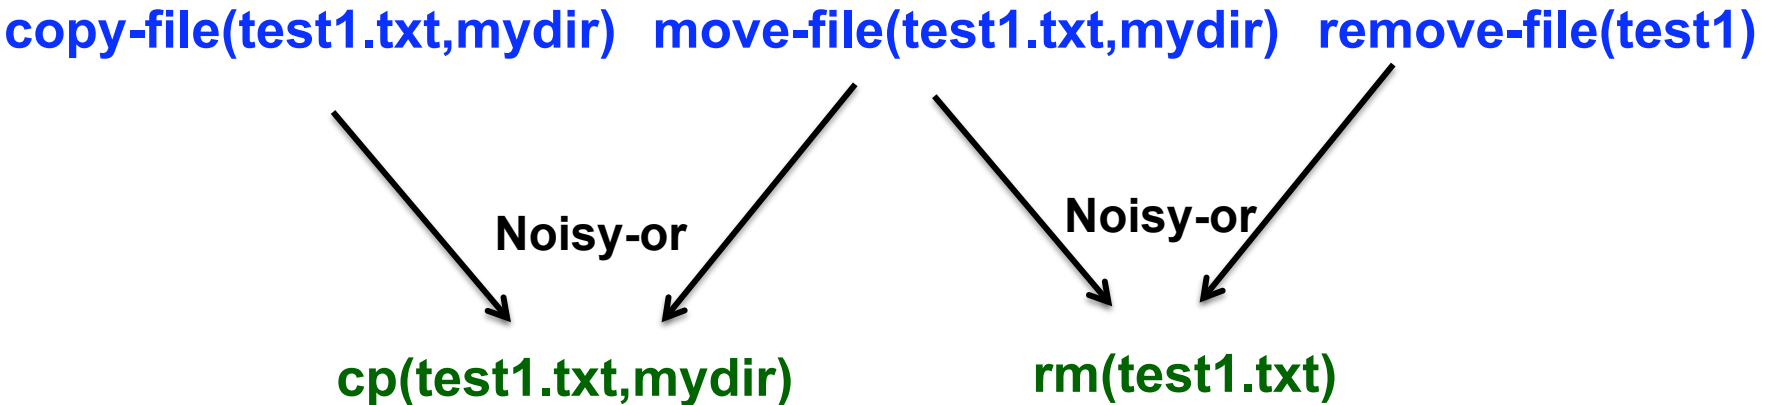 copy-file(test1.txt,mydir) move-file(test1.txt,mydir) remove-file(test1)
Noisy-or Noisy-or
cp(test1.txt,mydir) rm(test1.txt)